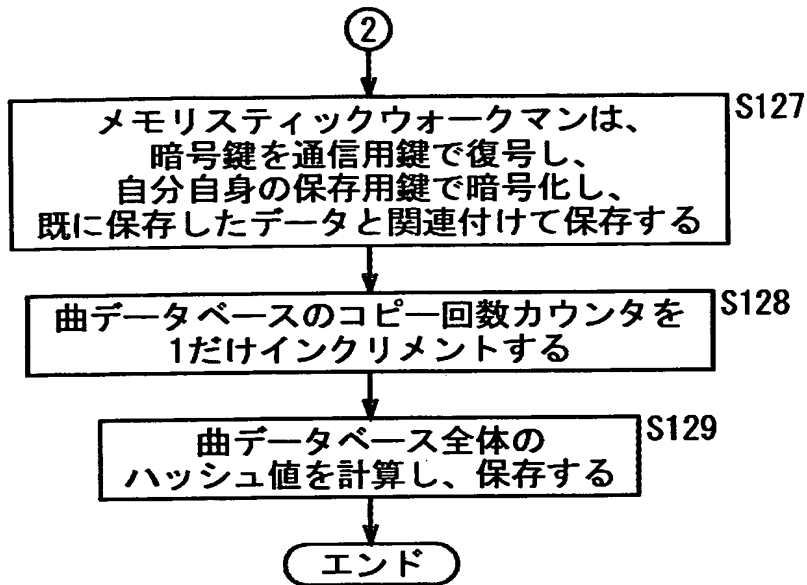 2
S127
メモリスティックウォークマンは、
暗号鍵を通信用鍵で復号し、
自分自身の保存用鍵で暗号化し、
既に保存したデータと関連付けて保存する
S128
曲データベースのコピー回数カウンタを
1だけインクリメントする
S129
曲データベース全体の
ハッシュ値を計算し、保存する
エンド